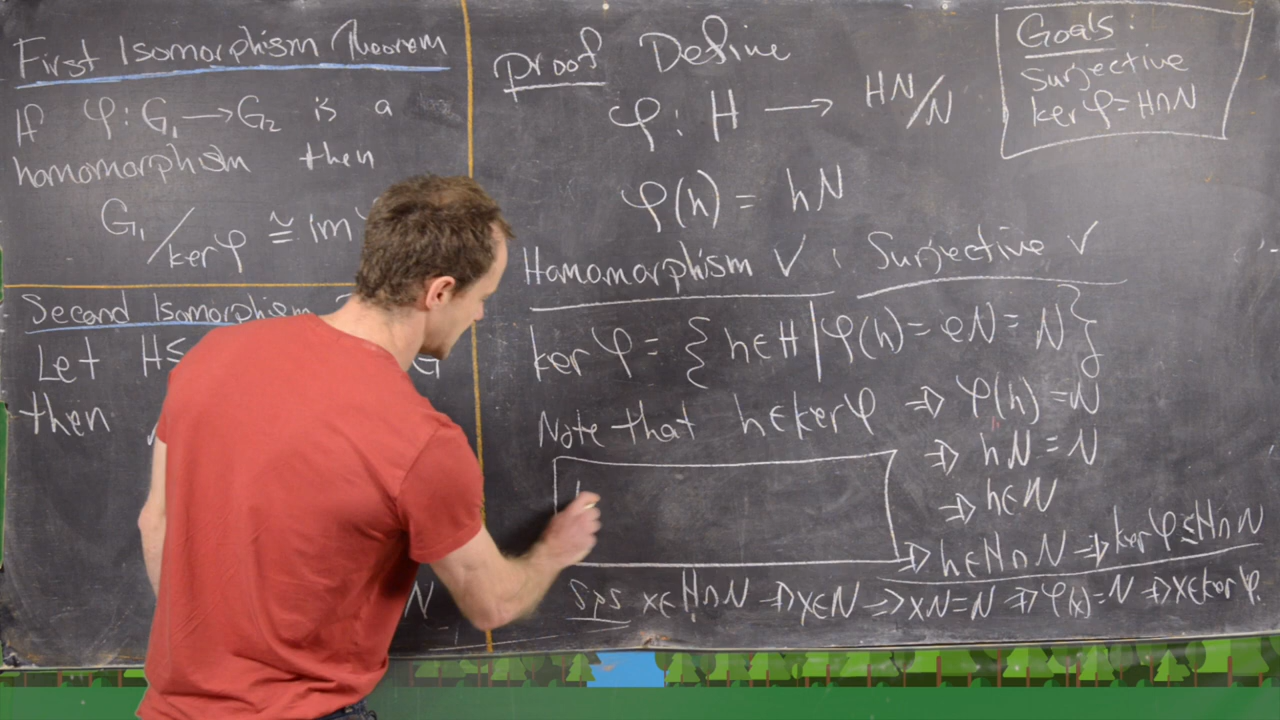 First Isomorphism Theorem
If φ: G₁ → G₂ is a
homomorphism then
G₁/ker φ ≅ im
Second Isomorphism
Let H ≤ G
then
N
Proof Define
φ: H → HN/N
φ(h) = hN
Homomorphism ✓ Surjective ✓
ker φ = {h∈H | φ(h) = eN = N}
Note that h∈ker φ ⇒ φ(h) = N
⇒ hN = N
⇒ h∈N
⇒ h∈H∩N ⇒ ker φ ≤ H∩N
Sps x∈H∩N ⇒ x∈N ⇒ xN=N ⇒ φ(x)=N ⇒ x∈ker φ.
Goals:
Surjective
ker φ = H∩N